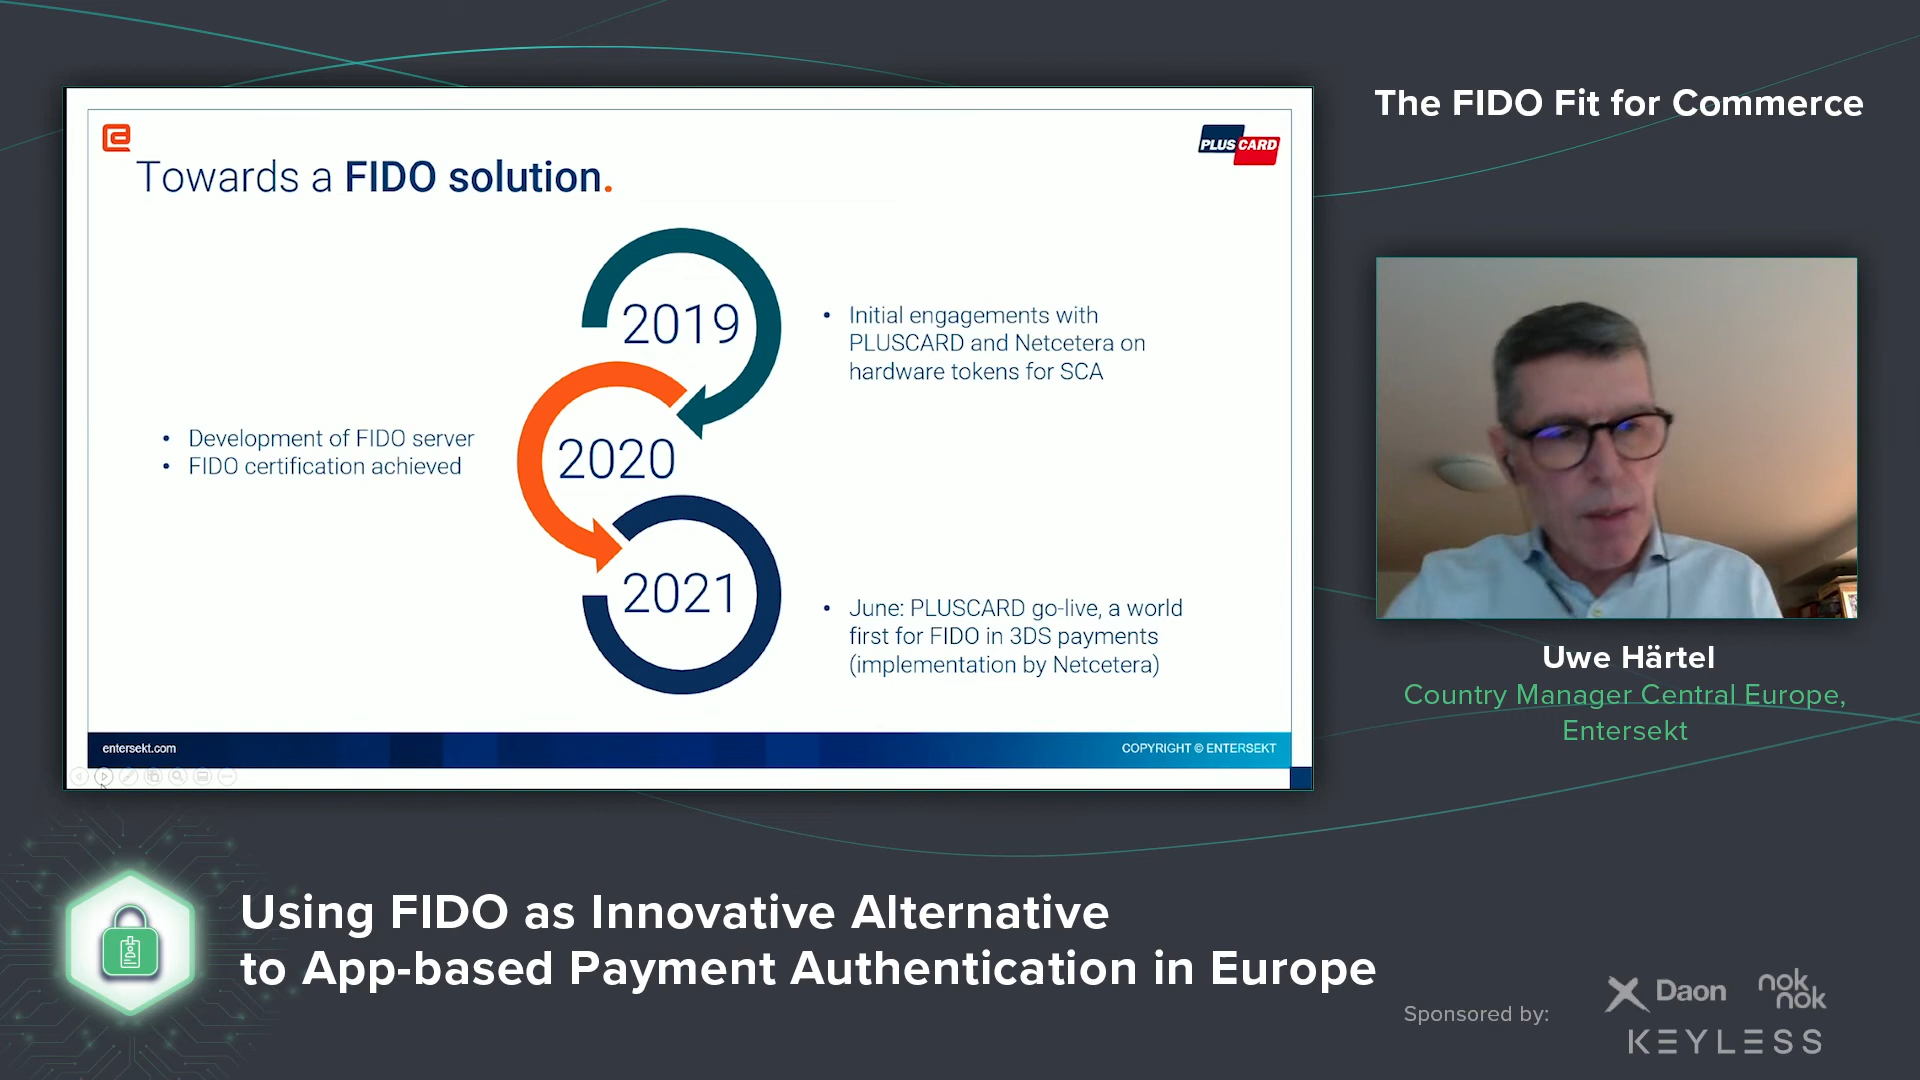 The FIDO Fit for Commerce
PLUSCARD
Towards a FIDO solution.
2019
• Initial engagements with
PLUSCARD and Netcetera on
hardware tokens for SCA
• Development of FIDO server
• FIDO certification achieved
2020
2021
• June: PLUSCARD go-live, a world
first for FIDO in 3DS payments
(implementation by Netcetera)
entersekt.com
COPYRIGHT © ENTERSEKT
Uwe Härtel
Country Manager Central Europe,
Entersekt
Using FIDO as Innovative Alternative
to App-based Payment Authentication in Europe
Sponsored by:
Daon
nok
nok
KEYLESS